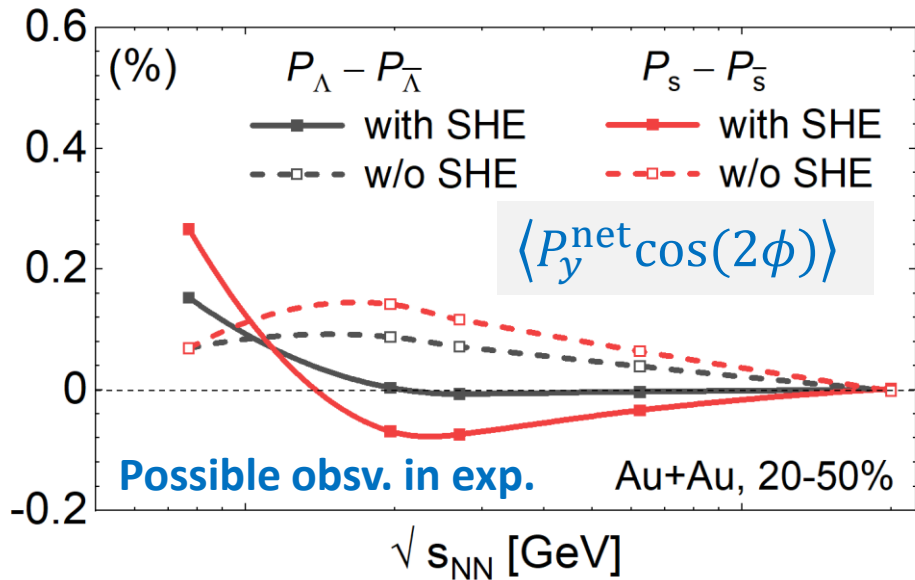 0.6
(%)
P_Λ − P_Λ̅ P_s − P_s̅
with SHE with SHE
w/o SHE w/o SHE
0.4
⟨P_y^net cos(2ϕ)⟩
0.2
0
Possible obsv. in exp. Au+Au, 20-50%
-0.2
√ s_NN [GeV]